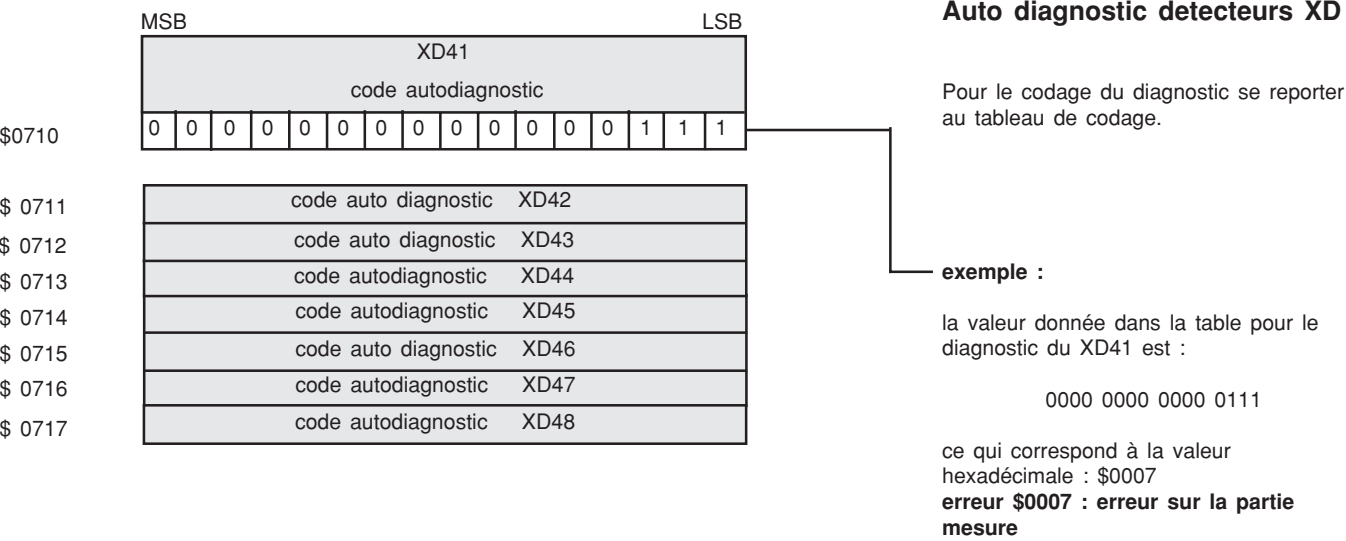 MSB LSB
XD41
code autodiagnostic
$0710 0 0 0 0 0 0 0 0 0 0 0 0 0 1 1 1
$ 0711 code auto diagnostic XD42
$ 0712 code auto diagnostic XD43
$ 0713 code autodiagnostic XD44
$ 0714 code autodiagnostic XD45
$ 0715 code auto diagnostic XD46
$ 0716 code autodiagnostic XD47
$ 0717 code autodiagnostic XD48
Auto diagnostic detecteurs XD
Pour le codage du diagnostic se reporter
au tableau de codage.
exemple :
la valeur donnée dans la table pour le
diagnostic du XD41 est :
0000 0000 0000 0111
ce qui correspond à la valeur
hexadécimale : $0007
erreur $0007 : erreur sur la partie
mesure